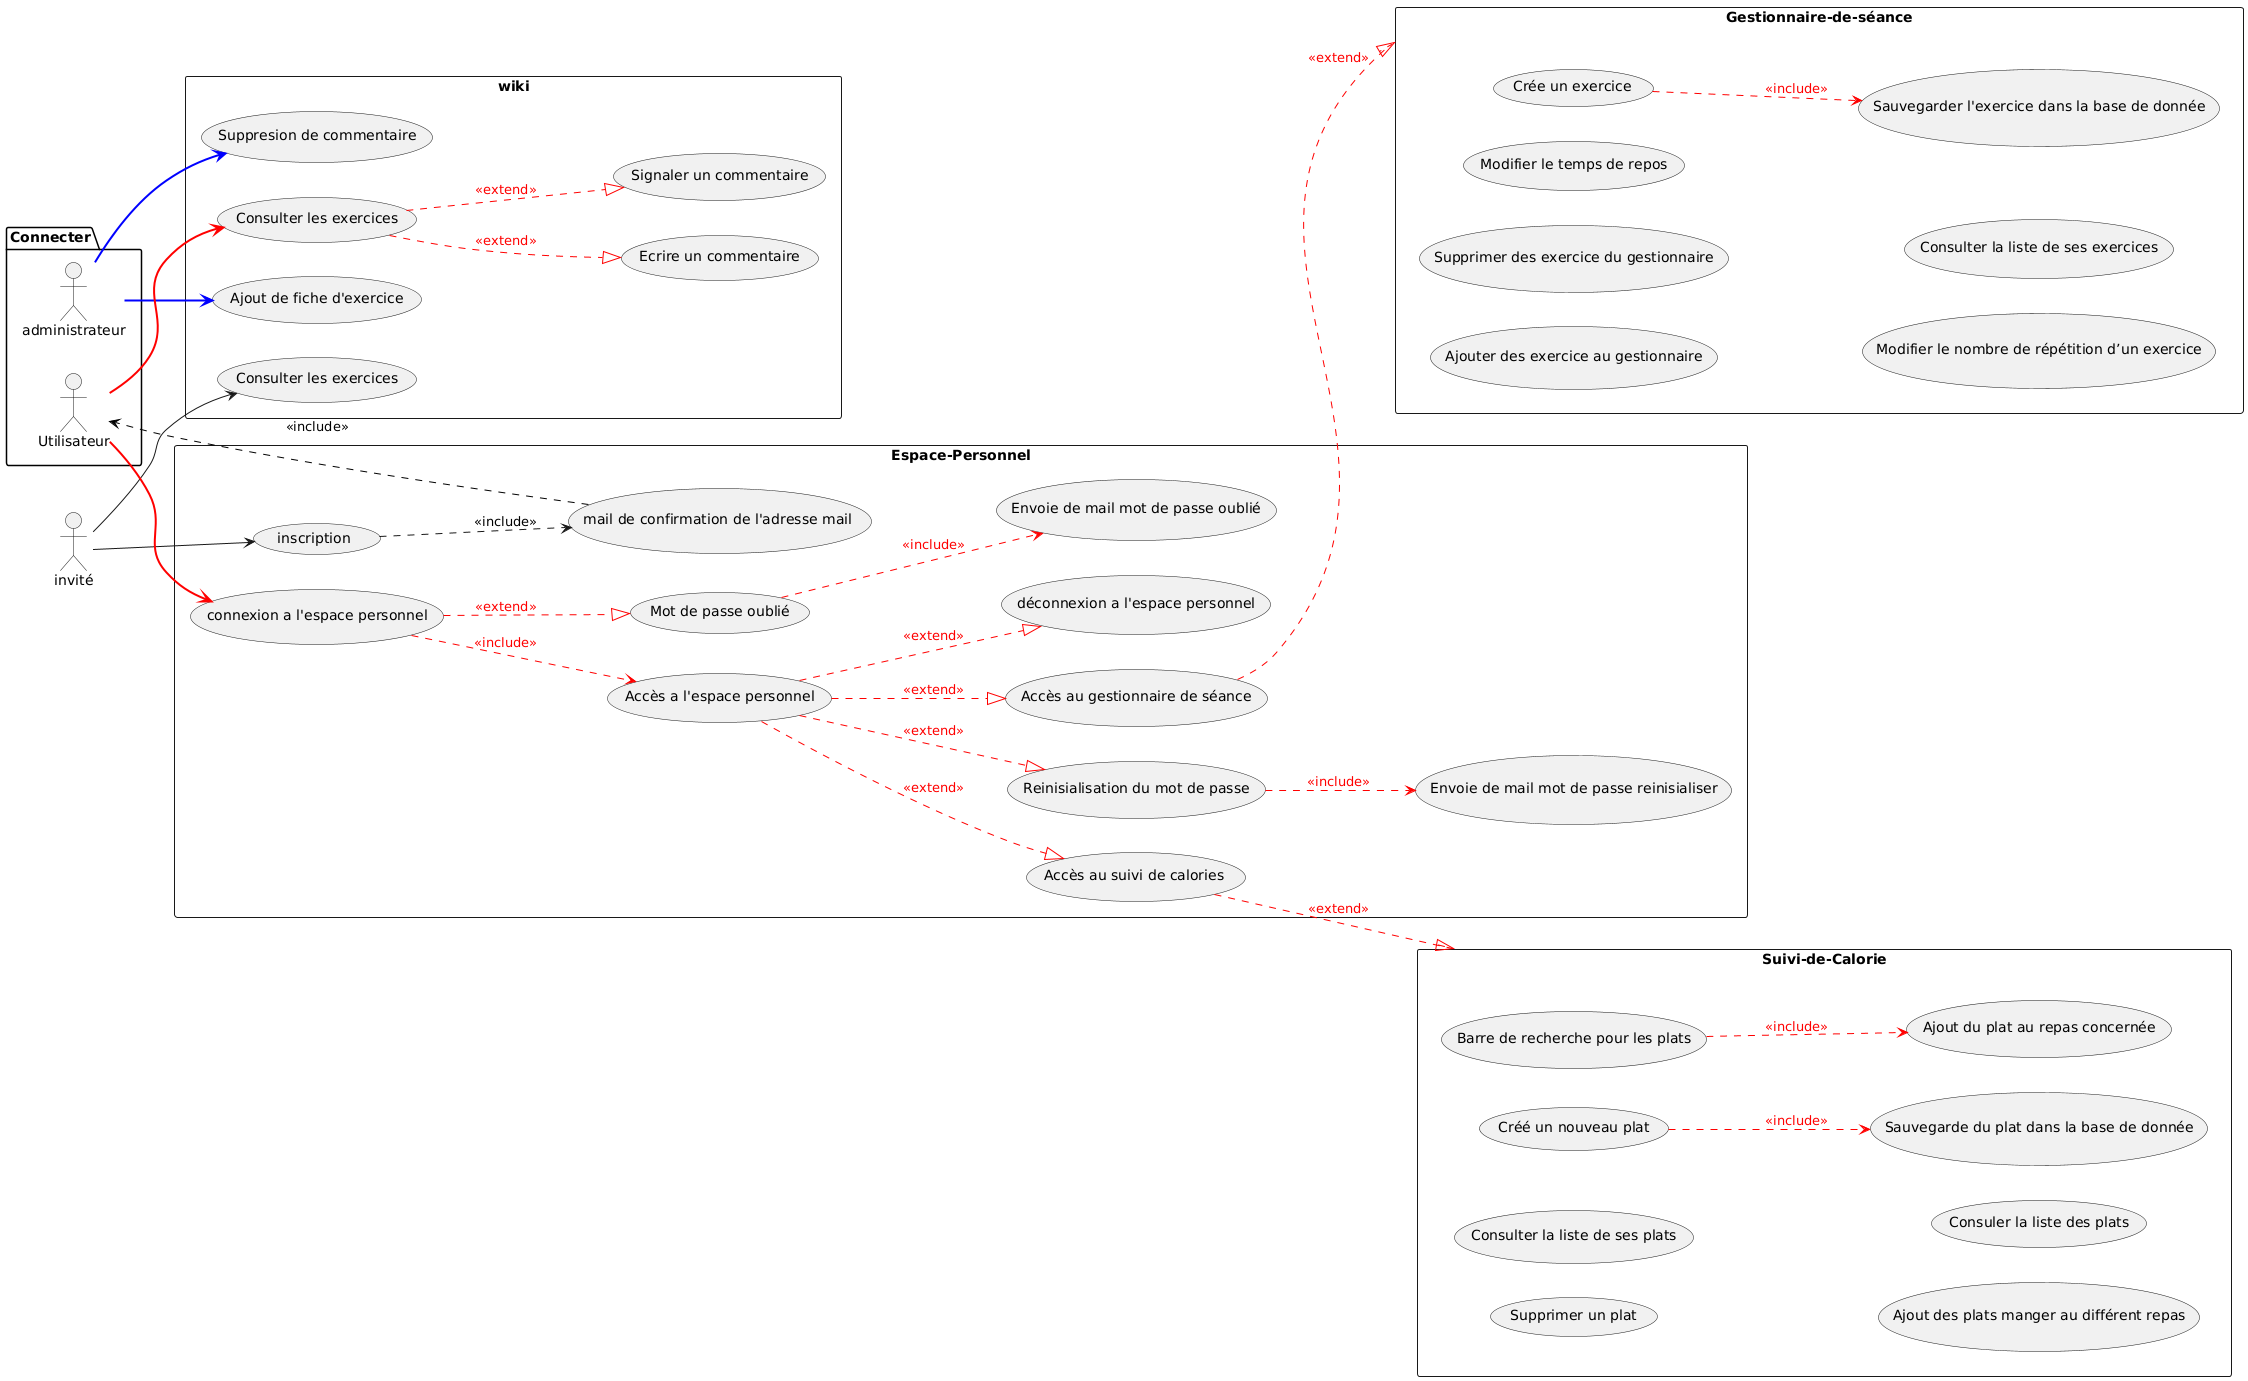 Gestionnaire-de-séance
Crée un exercice
«include»
Sauvegarder l'exercice dans la base de donnée
Modifier le temps de repos
Supprimer des exercice du gestionnaire
Consulter la liste de ses exercices
Ajouter des exercice au gestionnaire
Modifier le nombre de répétition d’un exercice
«extend»
wiki
Suppresion de commentaire
Consulter les exercices
«extend»
Signaler un commentaire
«extend»
Ecrire un commentaire
Ajout de fiche d'exercice
Consulter les exercices
Connecter
administrateur
Utilisateur
invité
«include»
Espace-Personnel
inscription
«include»
mail de confirmation de l'adresse mail
Envoie de mail mot de passe oublié
«include»
connexion a l'espace personnel
«extend»
Mot de passe oublié
«include»
Accès a l'espace personnel
«extend»
déconnexion a l'espace personnel
«extend»
Accès au gestionnaire de séance
«extend»
Reinisialisation du mot de passe
«include»
Envoie de mail mot de passe reinisialiser
«extend»
Accès au suivi de calories
«extend»
Suivi-de-Calorie
Barre de recherche pour les plats
«include»
Ajout du plat au repas concernée
Créé un nouveau plat
«include»
Sauvegarde du plat dans la base de donnée
Consulter la liste de ses plats
Consuler la liste des plats
Supprimer un plat
Ajout des plats manger au différent repas